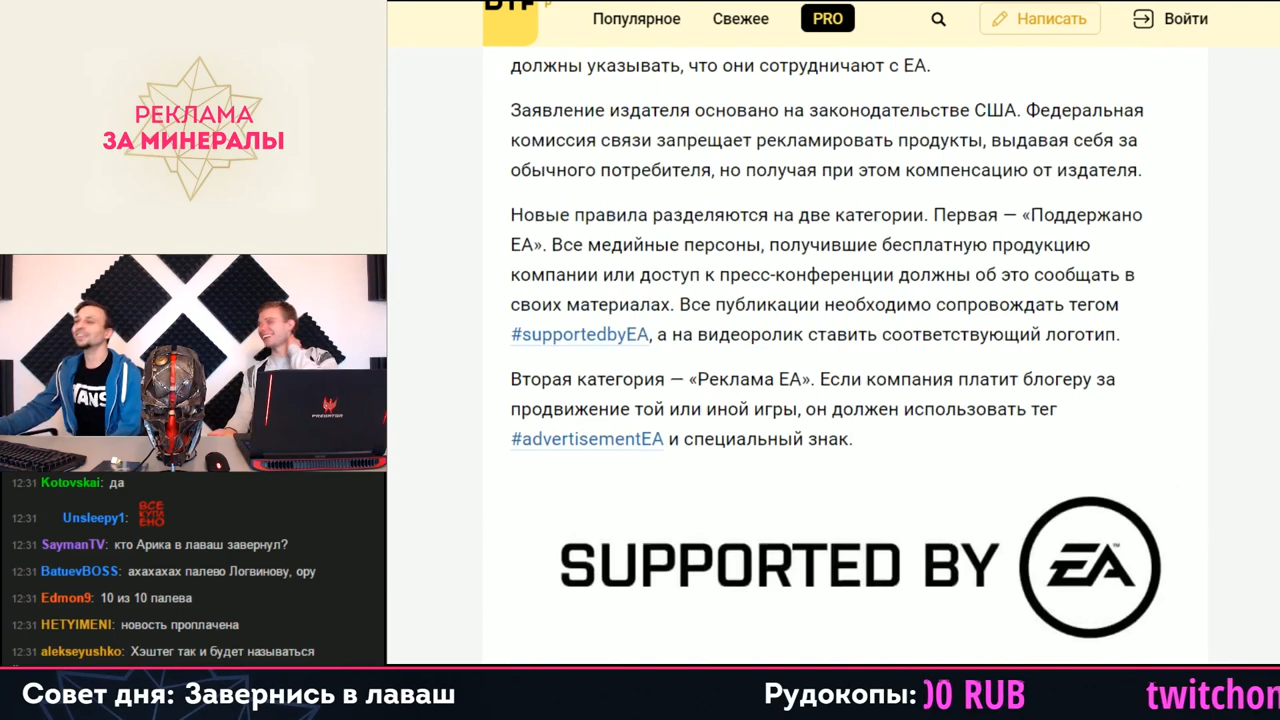 DTF
Популярное
Свежее
PRO
Написать
Войти
РЕКЛАМА
ЗА МИНЕРАЛЫ
должны указывать, что они сотрудничают с EA.
Заявление издателя основано на законодательстве США. Федеральная
комиссия связи запрещает рекламировать продукты, выдавая себя за
обычного потребителя, но получая при этом компенсацию от издателя.
Новые правила разделяются на две категории. Первая — «Поддержано
EA». Все медийные персоны, получившие бесплатную продукцию
компании или доступ к пресс-конференции должны об это сообщать в
своих материалах. Все публикации необходимо сопровождать тегом
#supportedbyEA, а на видеоролик ставить соответствующий логотип.
Вторая категория — «Реклама EA». Если компания платит блогеру за
продвижение той или иной игры, он должен использовать тег
#advertisementEA и специальный знак.
SUPPORTED BY EA
VANS
PREDATOR
12:31 Kotovskai: да
12:31 Unsleepy1: ВСЕ КУПЛЕНО
12:31 SaymanTV: кто Арика в лаваш завернул?
12:31 BatuevBOSS: ахахахах палево Логвинову, ору
12:31 Edmon9: 10 из 10 палева
12:31 HETYIMENI: новость проплачена
12:31 alekseyushko: Хэштег так и будет называться
Совет дня: Завернись в лаваш
Рудокопы:
00 RUB
twitchon